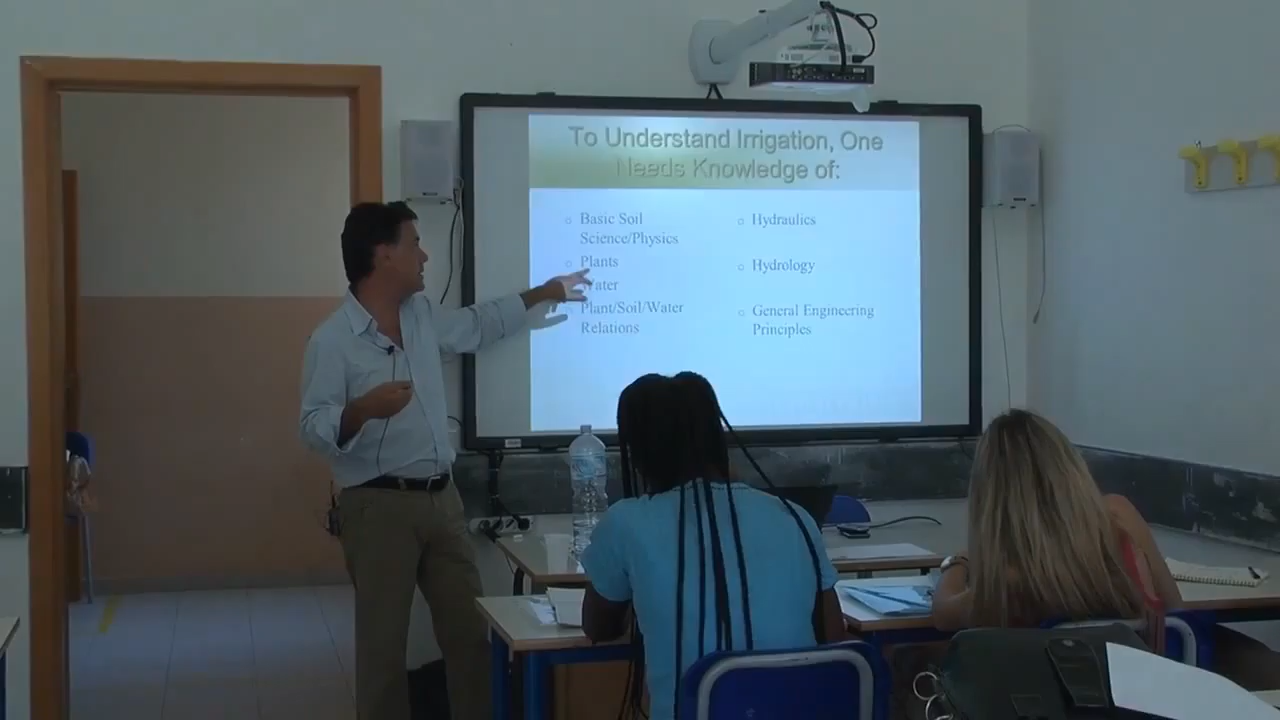 To Understand Irrigation, One
Needs Knowledge of:
Basic Soil
Science/Physics
Plants
Water
Plant/Soil/Water
Relations
Hydraulics
Hydrology
General Engineering
Principles